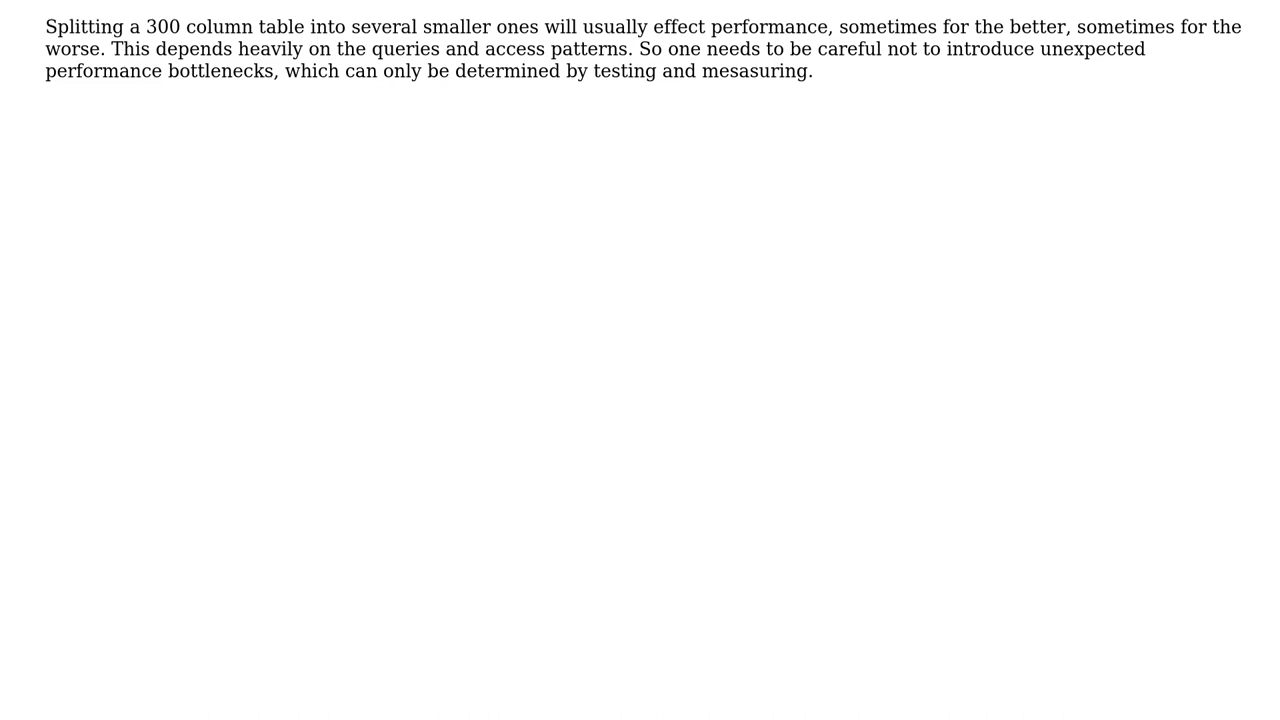 Splitting a 300 column table into several smaller ones will usually effect performance, sometimes for the better, sometimes for the
worse. This depends heavily on the queries and access patterns. So one needs to be careful not to introduce unexpected
performance bottlenecks, which can only be determined by testing and mesasuring.